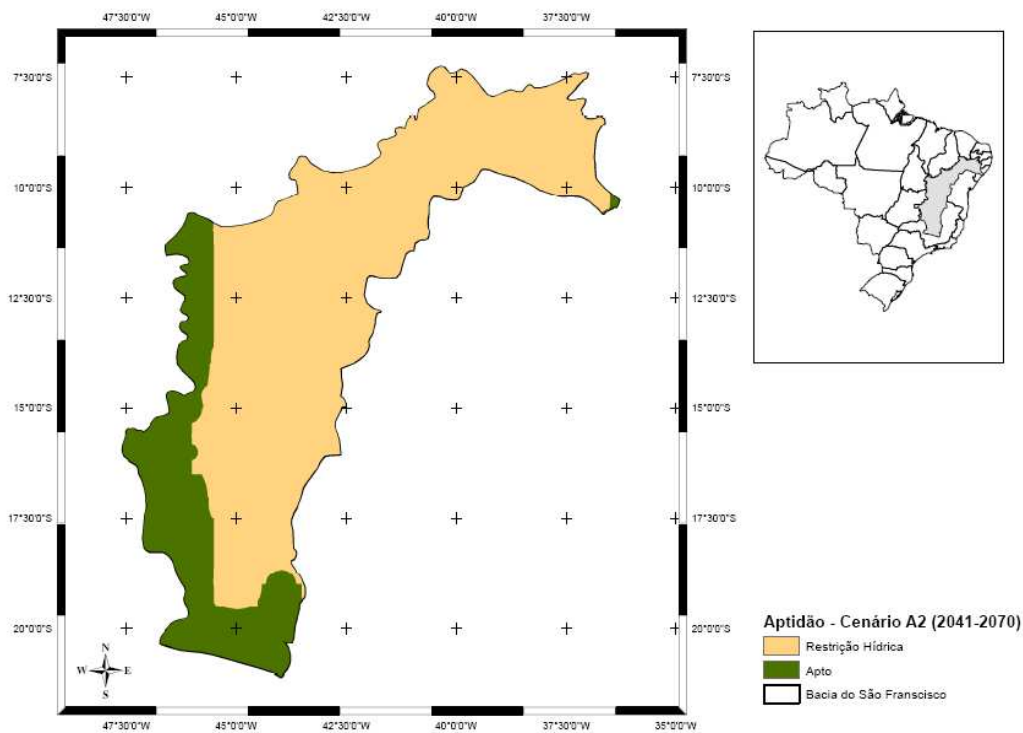 47°30'0"W 45°0'0"W 42°30'0"W 40°0'0"W 37°30'0"W
7°30'0"S 7°30'0"S
10°0'0"S 10°0'0"S
12°30'0"S 12°30'0"S
15°0'0"S 15°0'0"S
17°30'0"S 17°30'0"S
20°0'0"S 20°0'0"S
N
W E
S
47°30'0"W 45°0'0"W 42°30'0"W 40°0'0"W 37°30'0"W 35°0'0"W
Aptidão - Cenário A2 (2041-2070)
Restrição Hídrica
Apto
Bacia do São Franscisco